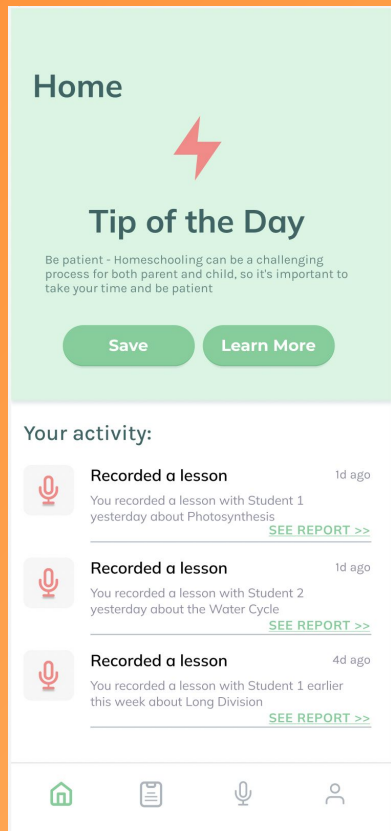 Home
Tip of the Day
Be patient - Homeschooling can be a challenging
process for both parent and child, so it's important to
take your time and be patient
Save
Learn More
Your activity:
Recorded a lesson
1d ago
You recorded a lesson with Student 1
yesterday about Photosynthesis
SEE REPORT >>
Recorded a lesson
1d ago
You recorded a lesson with Student 2
yesterday about the Water Cycle
SEE REPORT >>
Recorded a lesson
4d ago
You recorded a lesson with Student 1 earlier
this week about Long Division
SEE REPORT >>